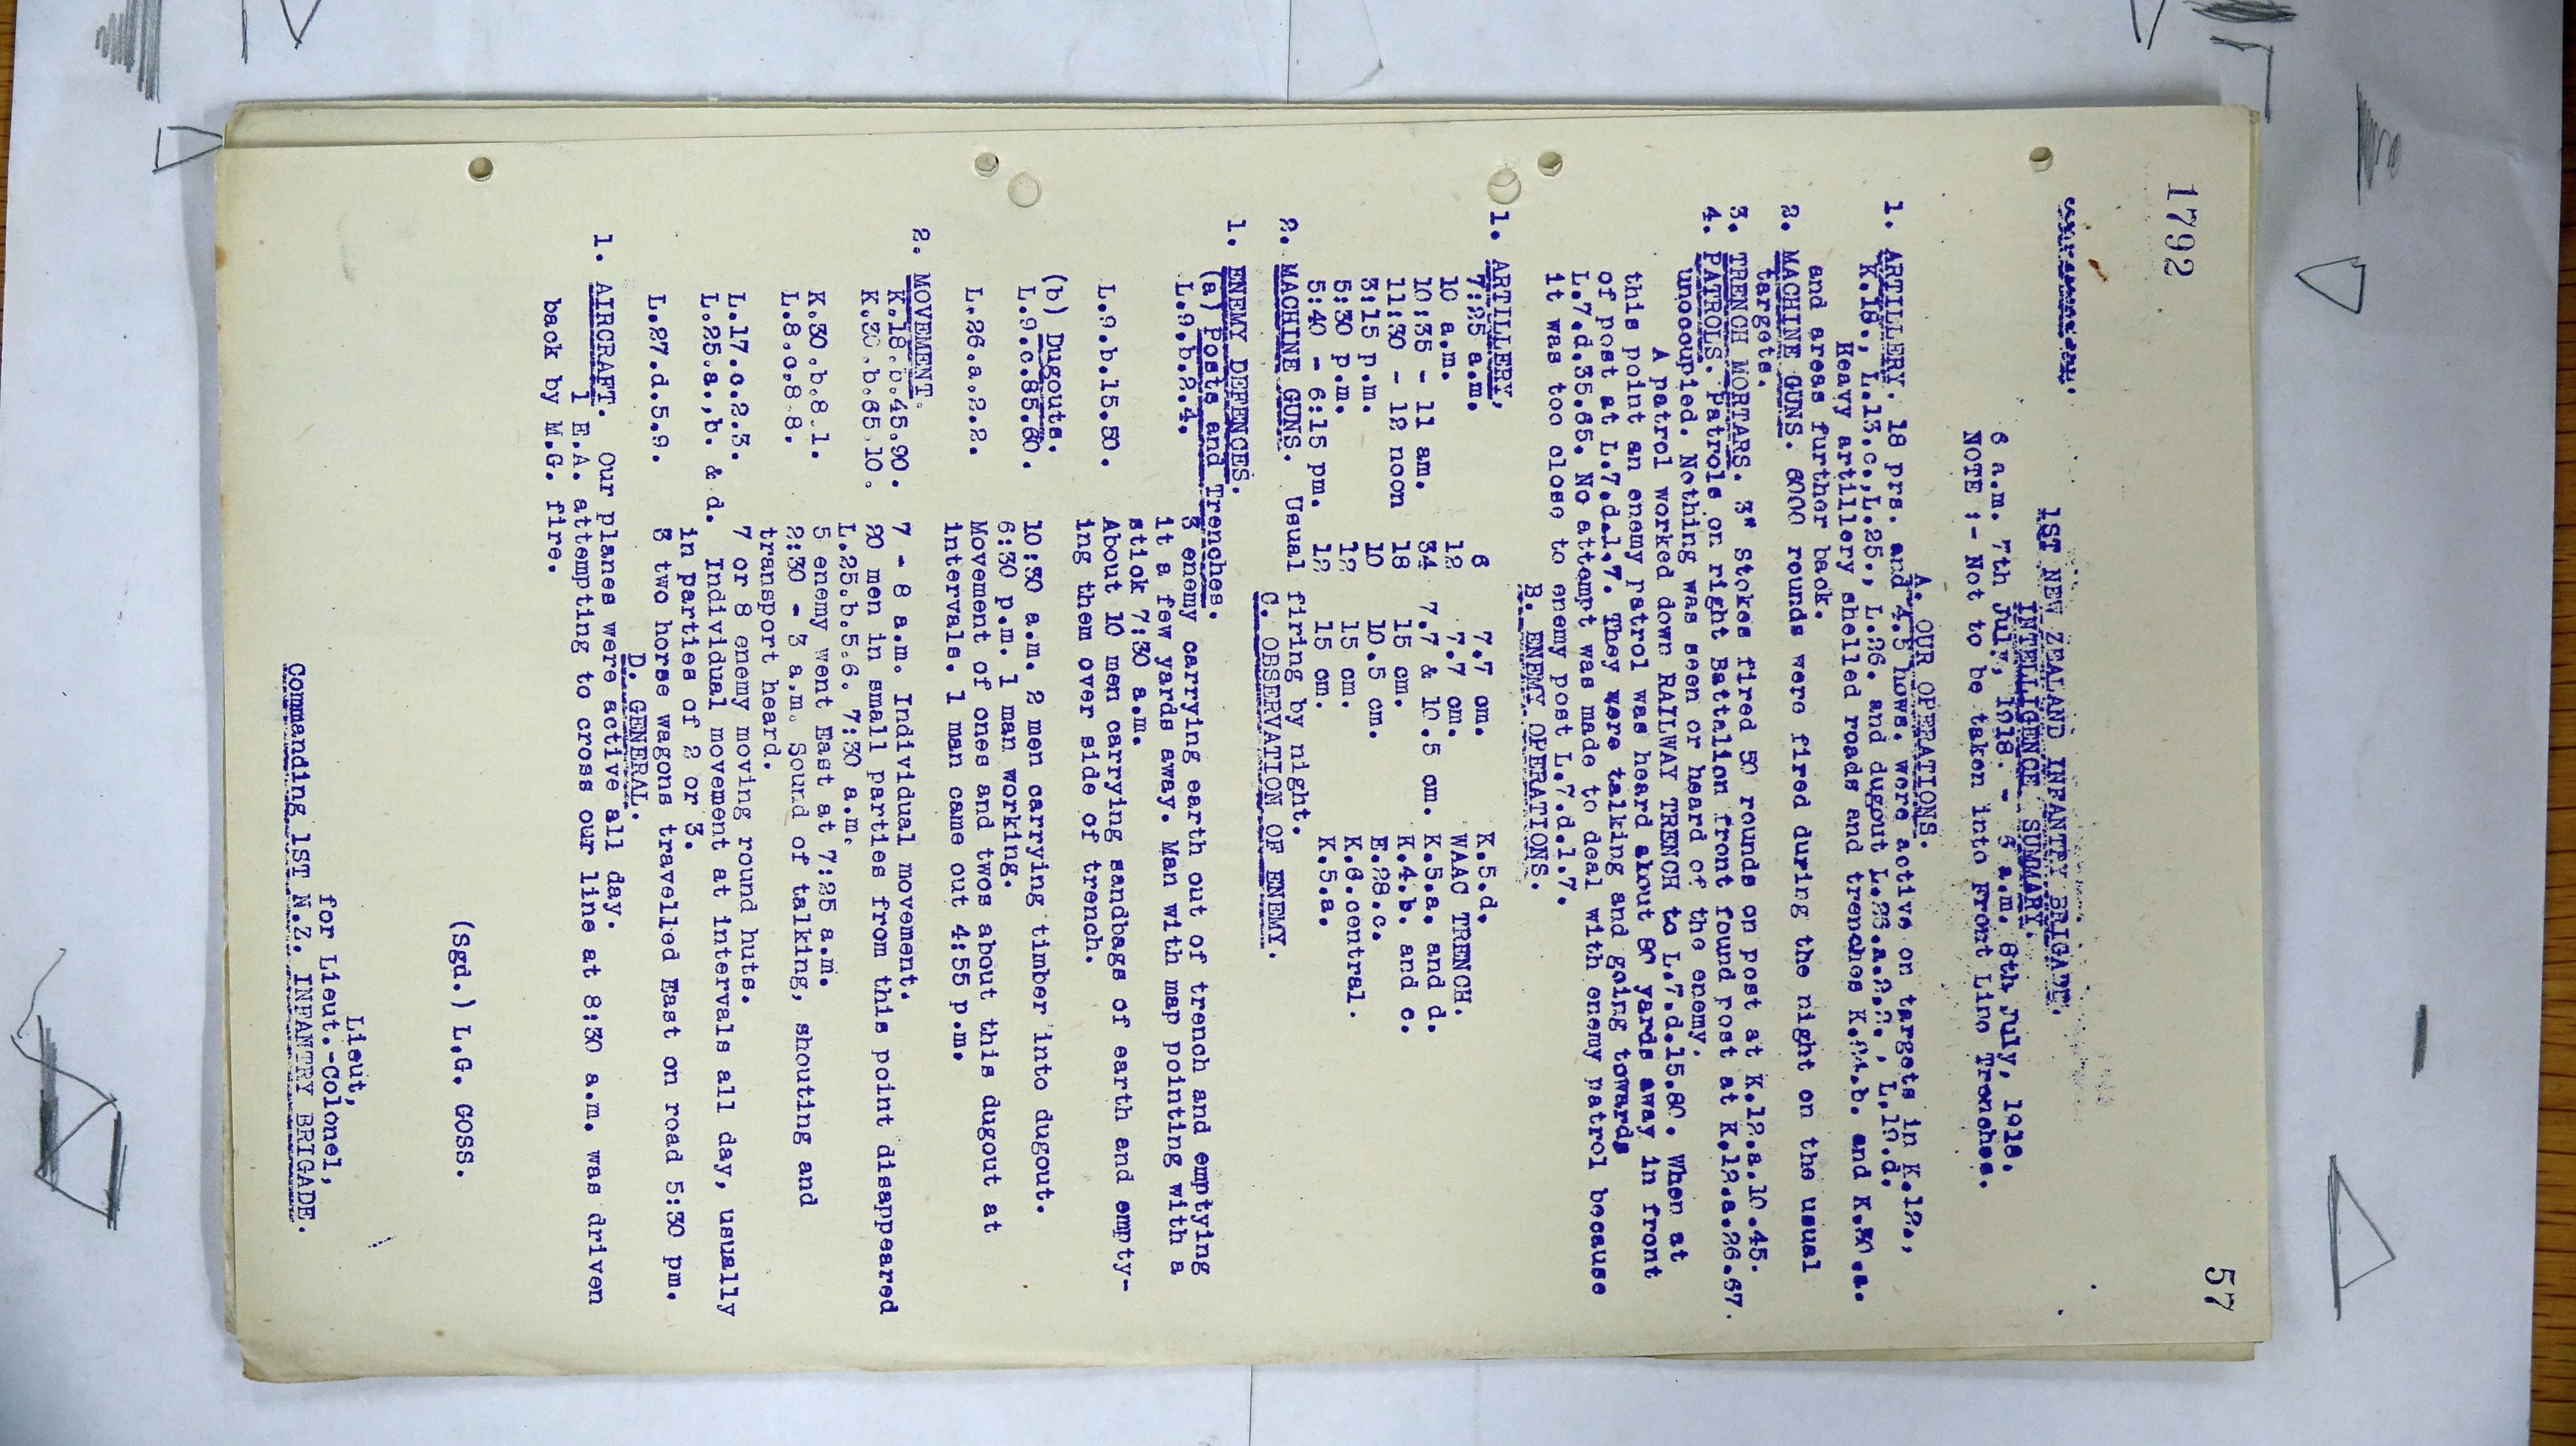 1792
57
1ST NEW ZEALAND INFANTRY BRIGADE.
INTELLIGENCE SUMMARY.
6 a.m. 7th July, 1918. - 6 a.m. 8th July, 1918.
NOTE :- Not to be taken into Front Line Trenches.
A. OUR OPERATIONS.
1. ARTILLERY. 18 prs. and 4.5 hows. were active on targets in K.12.,
K.18., L.13.c.,L.25., L.26. and dugout L.26.a.2.2., L.19.d.
Heavy artillery shelled roads and trenches K.24.b. and K.30.a.
and areas further back.
2. MACHINE GUNS. 6000 rounds were fired during the night on the usual
targets.
3. TRENCH MORTARS. 3" Stokes fired 50 rounds on post at K.12.a.10.45.
4. PATROLS. Patrols on right Battalion front found post at K.12.a.26.67.
unoccupied. Nothing was seen or heard of the enemy.
A patrol worked down RAILWAY TRENCH to L.7.d.15.80. When at
this point an enemy patrol was heard about 80 yards away in front
of post at L.7.d.1.7. They were talking and going towards
L.7.d.35.65. No attempt was made to deal with enemy patrol because
it was too close to enemy post L.7.d.1.7.
B. ENEMY OPERATIONS.
1. ARTILLERY,
7:25 a.m. 6 7.7 cm. K.5.d.
10 a.m. 12 7.7 cm. WAAC TRENCH.
10:35 - 11 am. 34 7.7 & 10.5 cm. K.5.a. and d.
11:30 - 12 noon 18 15 cm. K.4.b. and c.
3:15 p.m. 10 10.5 cm. E.28.c.
5:30 p.m. 12 15 cm. K.6.central.
5:40 - 6:15 pm. 12 15 cm. K.5.a.
2. MACHINE GUNS. Usual firing by night.
C. OBSERVATION OF ENEMY.
1. ENEMY DEFENCES.
(a) Posts and Trenches.
L.9.b.2.4. 3 enemy carrying earth out of trench and emptying
it a few yards away. Man with map pointing with a
stick 7:30 a.m.
L.9.b.15.50. About 10 men carrying sandbags of earth and empty-
ing them over side of trench.
(b) Dugouts.
L.9.c.85.60. 10:30 a.m. 2 men carrying timber into dugout.
6:30 p.m. 1 man working.
L.26.a.2.2. Movement of ones and twos about this dugout at
intervals. 1 man came out 4:55 p.m.
2. MOVEMENT.
K.18.b.45.90. 7 - 8 a.m. Individual movement.
K.30.b.65.10. 20 men in small parties from this point disappeared
L.25.b.5.6. 7:30 a.m.
K.30.b.8.1. 5 enemy went East at 7:25 a.m.
L.8.c.8.8. 2:30 - 3 a.m. Sound of talking, shouting and
transport heard.
L.17.c.2.3. 7 or 8 enemy moving round huts.
L.25.a.,b. & d. Individual movement at intervals all day, usually
in parties of 2 or 3.
L.27.d.5.9. 3 two horse wagons travelled East on road 5:30 pm.
D. GENERAL.
1. AIRCRAFT. Our planes were active all day.
1 E.A. attempting to cross our line at 8:30 a.m. was driven
back by M.G. fire.
(Sgd.) L.G. GOSS.
Lieut,
for Lieut.-Colonel,
Commanding 1ST N.Z. INFANTRY BRIGADE.